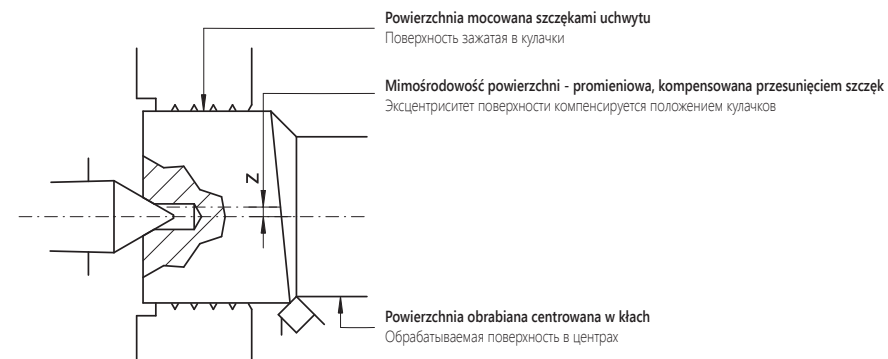 Powierzchnia mocowana szczękami uchwytu
Поверхность зажатая в кулачки
Mimośrodowość powierzchni - promieniowa, kompensowana przesunięciem szczęk
Эксцентриситет поверхности компенсируется положением кулачков
Z
Powierzchnia obrabiana centrowana w kłach
Обрабатываемая поверхность в центрах